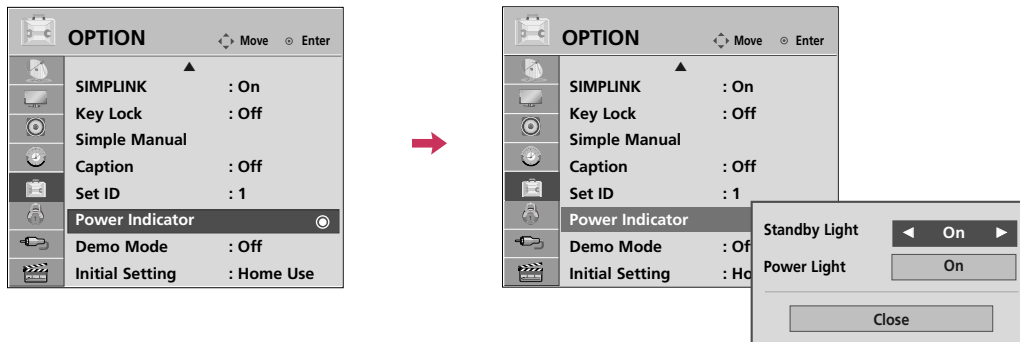 OPTION Move Enter
SIMPLINK : On
Key Lock : Off
Simple Manual
Caption : Off
Set ID : 1
Power Indicator
Demo Mode : Off
Initial Setting : Home Use
OPTION Move Enter
SIMPLINK : On
Key Lock : Off
Simple Manual
Caption : Off
Set ID : 1
Power Indicator
Demo Mode : Of
Initial Setting : Ho
Standby Light On
Power Light On
Close